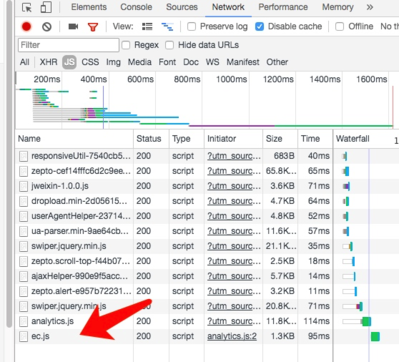 Elements Console Sources Network Performance Memory »
View: Group by frame Preserve log Disable cache Offline No th
Filter Regex Hide data URLs
All XHR JS CSS Img Media Font Doc WS Manifest Other
200ms 400ms 600ms 800ms 1000ms 1200ms 1400ms 1600ms
Name Status Type Initiator Size Time Waterfall 1
responsiveUtil-7540cb5... 200 script ?utm_sourc... 683B 40ms
zepto-cef14fffc6d2c9ee... 200 script ?utm_sourc... 65.8K... 65ms
jweixin-1.0.0.js 200 script ?utm_sourc... 3.6KB 71ms
dropload.min-2d05615... 200 script ?utm_sourc... 4.7KB 64ms
userAgentHelper-23714... 200 script ?utm_sourc... 4.8KB 52ms
ua-parser.min-9ae64cb... 200 script ?utm_sourc... 11.6K... 57ms
swiper.jquery.min.js 200 script ?utm_sourc... 21.1K... 35ms
zepto.scroll-top-f44b07... 200 script ?utm_sourc... 2.5KB 18ms
ajaxHelper-990e9f5acc... 200 script ?utm_sourc... 5.7KB 14ms
zepto.alert-e957b72231... 200 script ?utm_sourc... 3.2KB 11ms
swiper.jquery.min.js 200 script ?utm_sourc... 20.8K... 71ms
analytics.js 200 script ?utm_sourc... 11.8K... 114ms
ec.js 200 script analytics.js:2 1.3KB 95ms